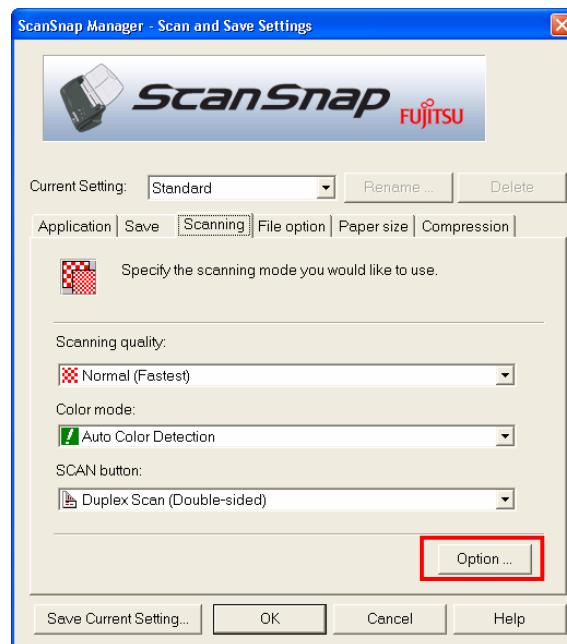 ScanSnap Manager - Scan and Save Settings
ScanSnap FUJITSU
Current Setting: Standard Rename ... Delete
Application Save Scanning File option Paper size Compression
Specify the scanning mode you would like to use.
Scanning quality:
Normal (Fastest)
Color mode:
Auto Color Detection
SCAN button:
Duplex Scan (Double-sided)
Option ...
Save Current Setting... OK Cancel Help